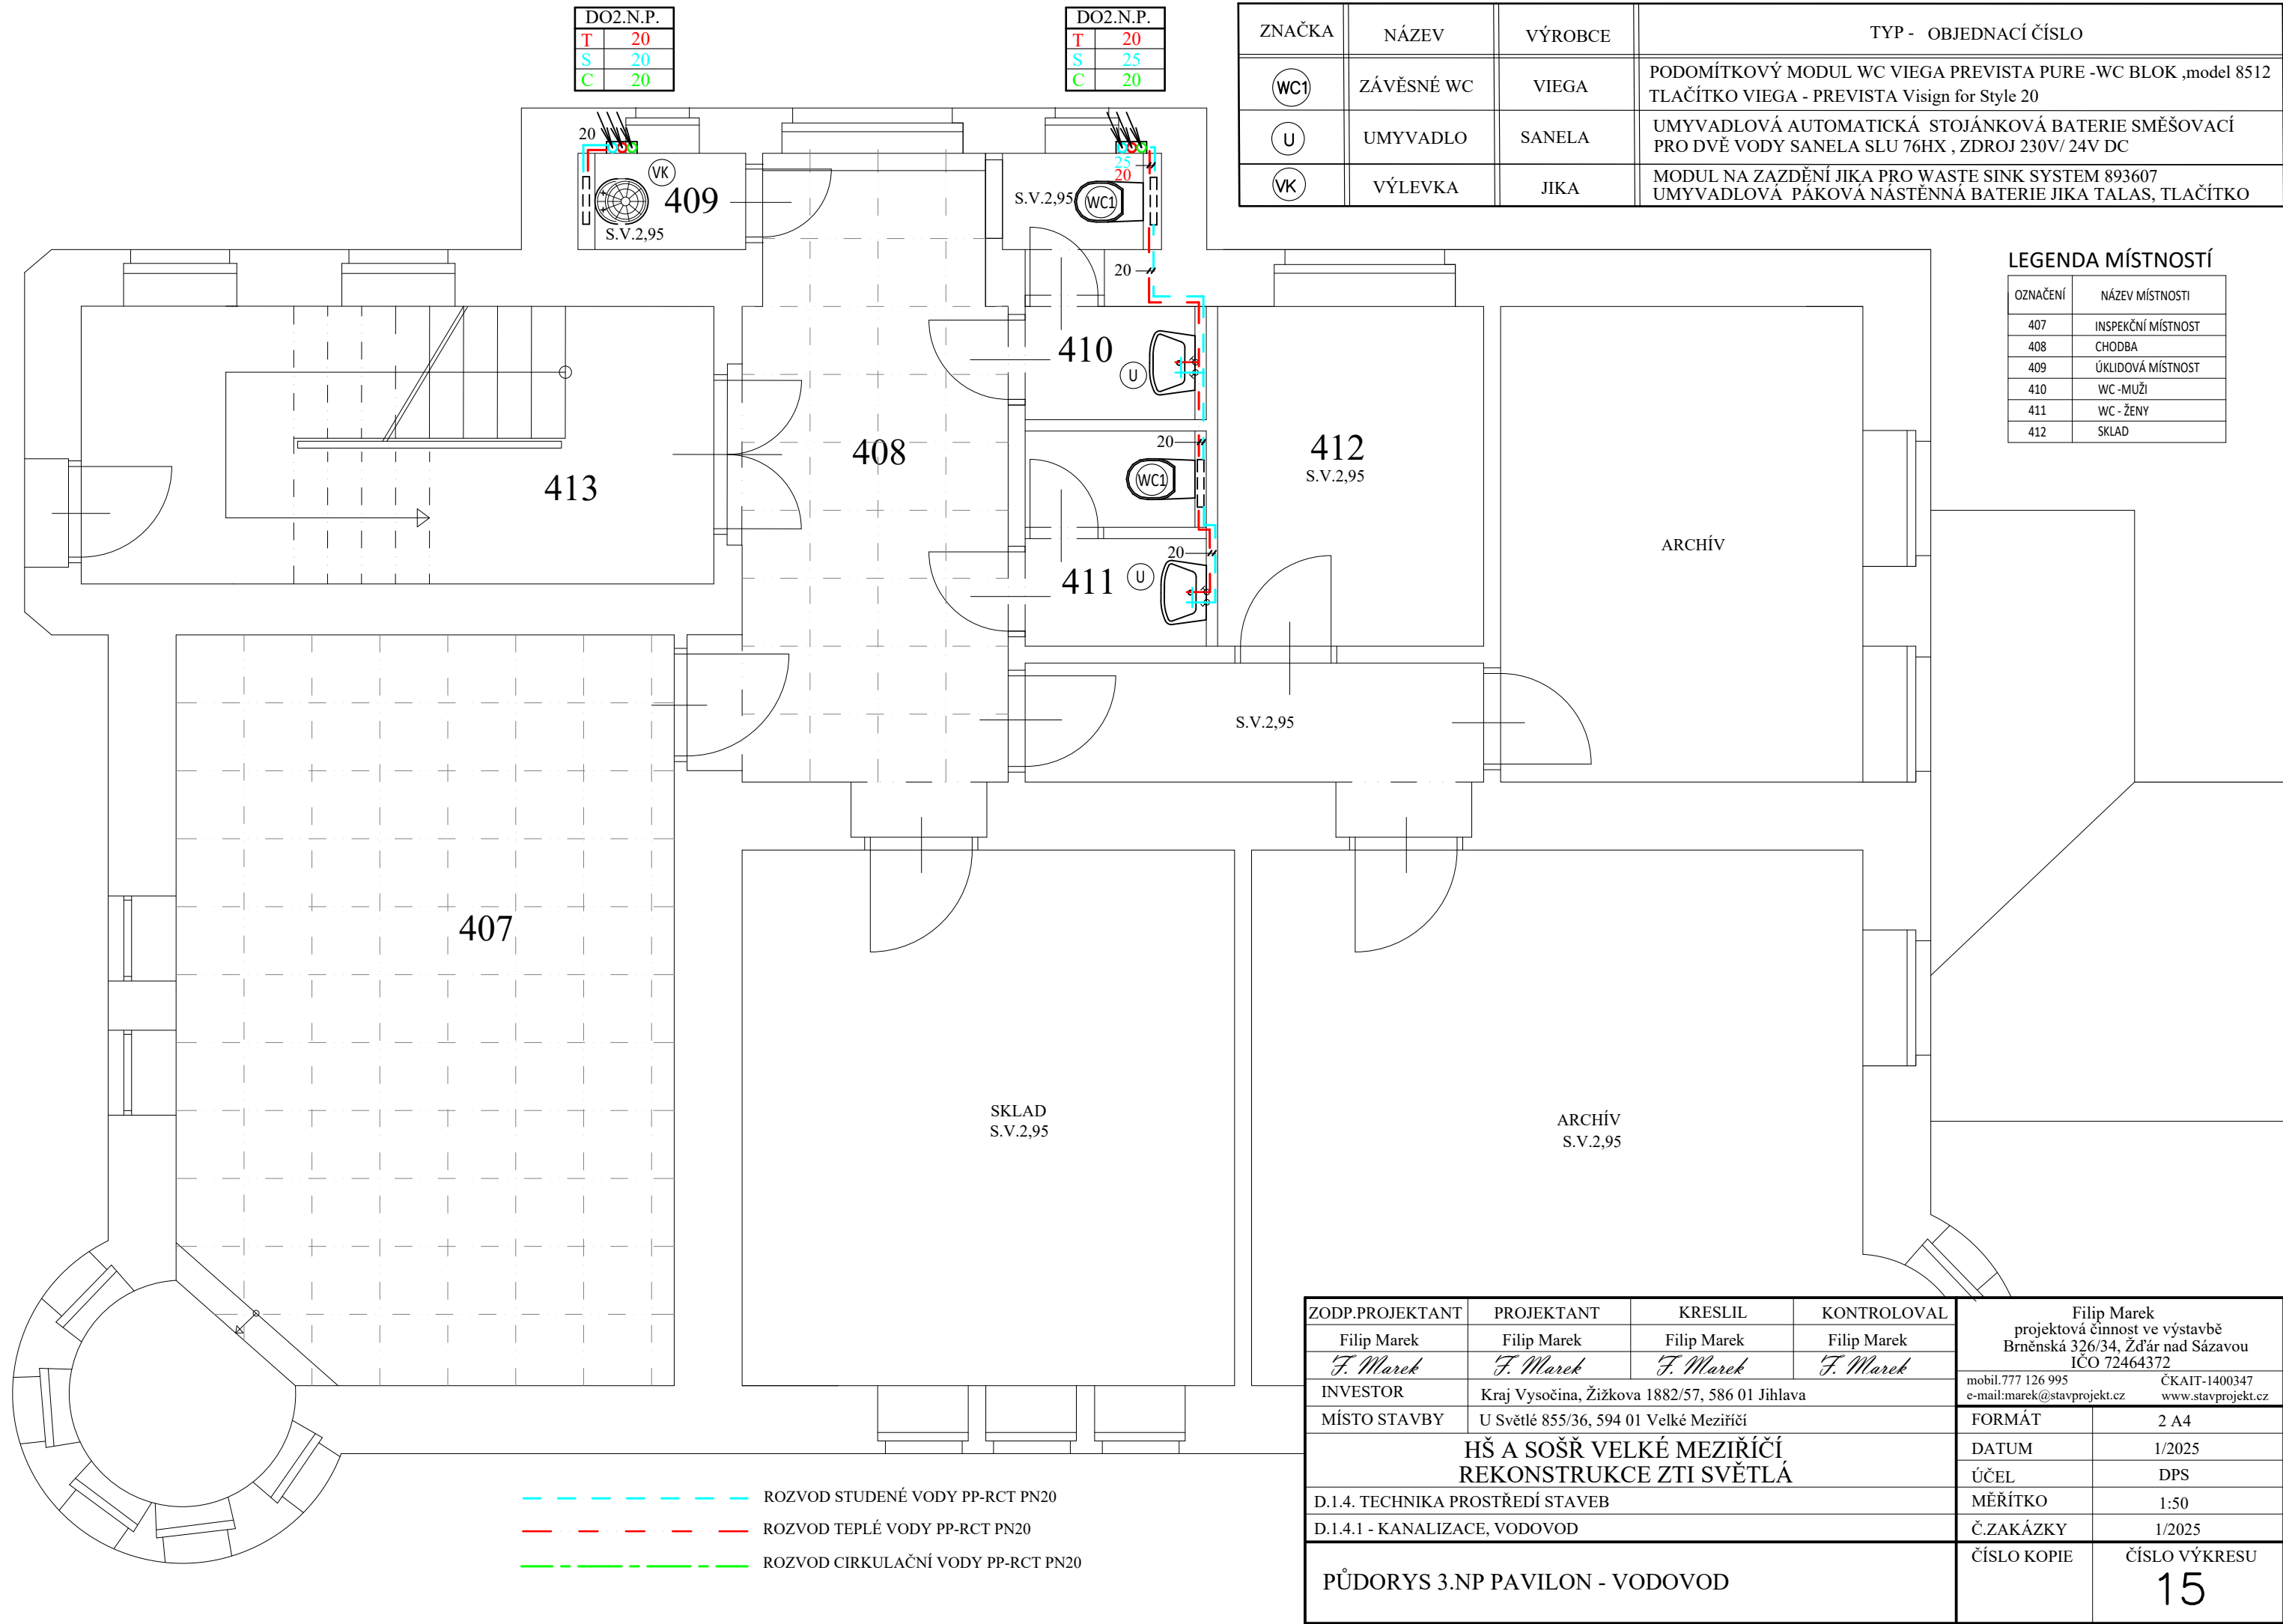 DO2.N.P.
T 20
S 20
C 20
DO2.N.P.
T 20
S 25
C 20
ZNAČKA NÁZEV VÝROBCE TYP - OBJEDNACÍ ČÍSLO
WC1 ZÁVĚSNÉ WC VIEGA PODOMÍTKOVÝ MODUL WC VIEGA PREVISTA PURE -WC BLOK ,model 8512
TLAČÍTKO VIEGA - PREVISTA Visign for Style 20
U UMYVADLO SANELA UMYVADLOVÁ AUTOMATICKÁ STOJÁNKOVÁ BATERIE SMĚŠOVACÍ
PRO DVĚ VODY SANELA SLU 76HX , ZDROJ 230V/ 24V DC
VK VÝLEVKA JIKA MODUL NA ZAZDĚNÍ JIKA PRO WASTE SINK SYSTEM 893607
UMYVADLOVÁ PÁKOVÁ NÁSTĚNNÁ BATERIE JIKA TALAS, TLAČÍTKO
LEGENDA MÍSTNOSTÍ
OZNAČENÍ NÁZEV MÍSTNOSTI
407 INSPEKČNÍ MÍSTNOST
408 CHODBA
409 ÚKLIDOVÁ MÍSTNOST
410 WC -MUŽI
411 WC - ŽENY
412 SKLAD
20
VK
409
S.V.2,95
25
20
S.V.2,95
WC1
20
410
U
408
20
WC1
412
S.V.2,95
413
20
411
U
ARCHÍV
S.V.2,95
407
SKLAD
S.V.2,95
ARCHÍV
S.V.2,95
ROZVOD STUDENÉ VODY PP-RCT PN20
ROZVOD TEPLÉ VODY PP-RCT PN20
ROZVOD CIRKULAČNÍ VODY PP-RCT PN20
ZODP.PROJEKTANT PROJEKTANT KRESLIL KONTROLOVAL
Filip Marek Filip Marek Filip Marek Filip Marek
F. Marek F. Marek F. Marek F. Marek
Filip Marek
projektová činnost ve výstavbě
Brněnská 326/34, Žďár nad Sázavou
IČO 72464372
mobil.777 126 995 ČKAIT-1400347
e-mail:marek@stavprojekt.cz www.stavprojekt.cz
INVESTOR Kraj Vysočina, Žižkova 1882/57, 586 01 Jihlava
MÍSTO STAVBY U Světlé 855/36, 594 01 Velké Meziříčí
HŠ A SOŠŘ VELKÉ MEZIŘÍČÍ
REKONSTRUKCE ZTI SVĚTLÁ
D.1.4. TECHNIKA PROSTŘEDÍ STAVEB
D.1.4.1 - KANALIZACE, VODOVOD
FORMÁT 2 A4
DATUM 1/2025
ÚČEL DPS
MĚŘÍTKO 1:50
Č.ZAKÁZKY 1/2025
PŮDORYS 3.NP PAVILON - VODOVOD
ČÍSLO KOPIE ČÍSLO VÝKRESU
15